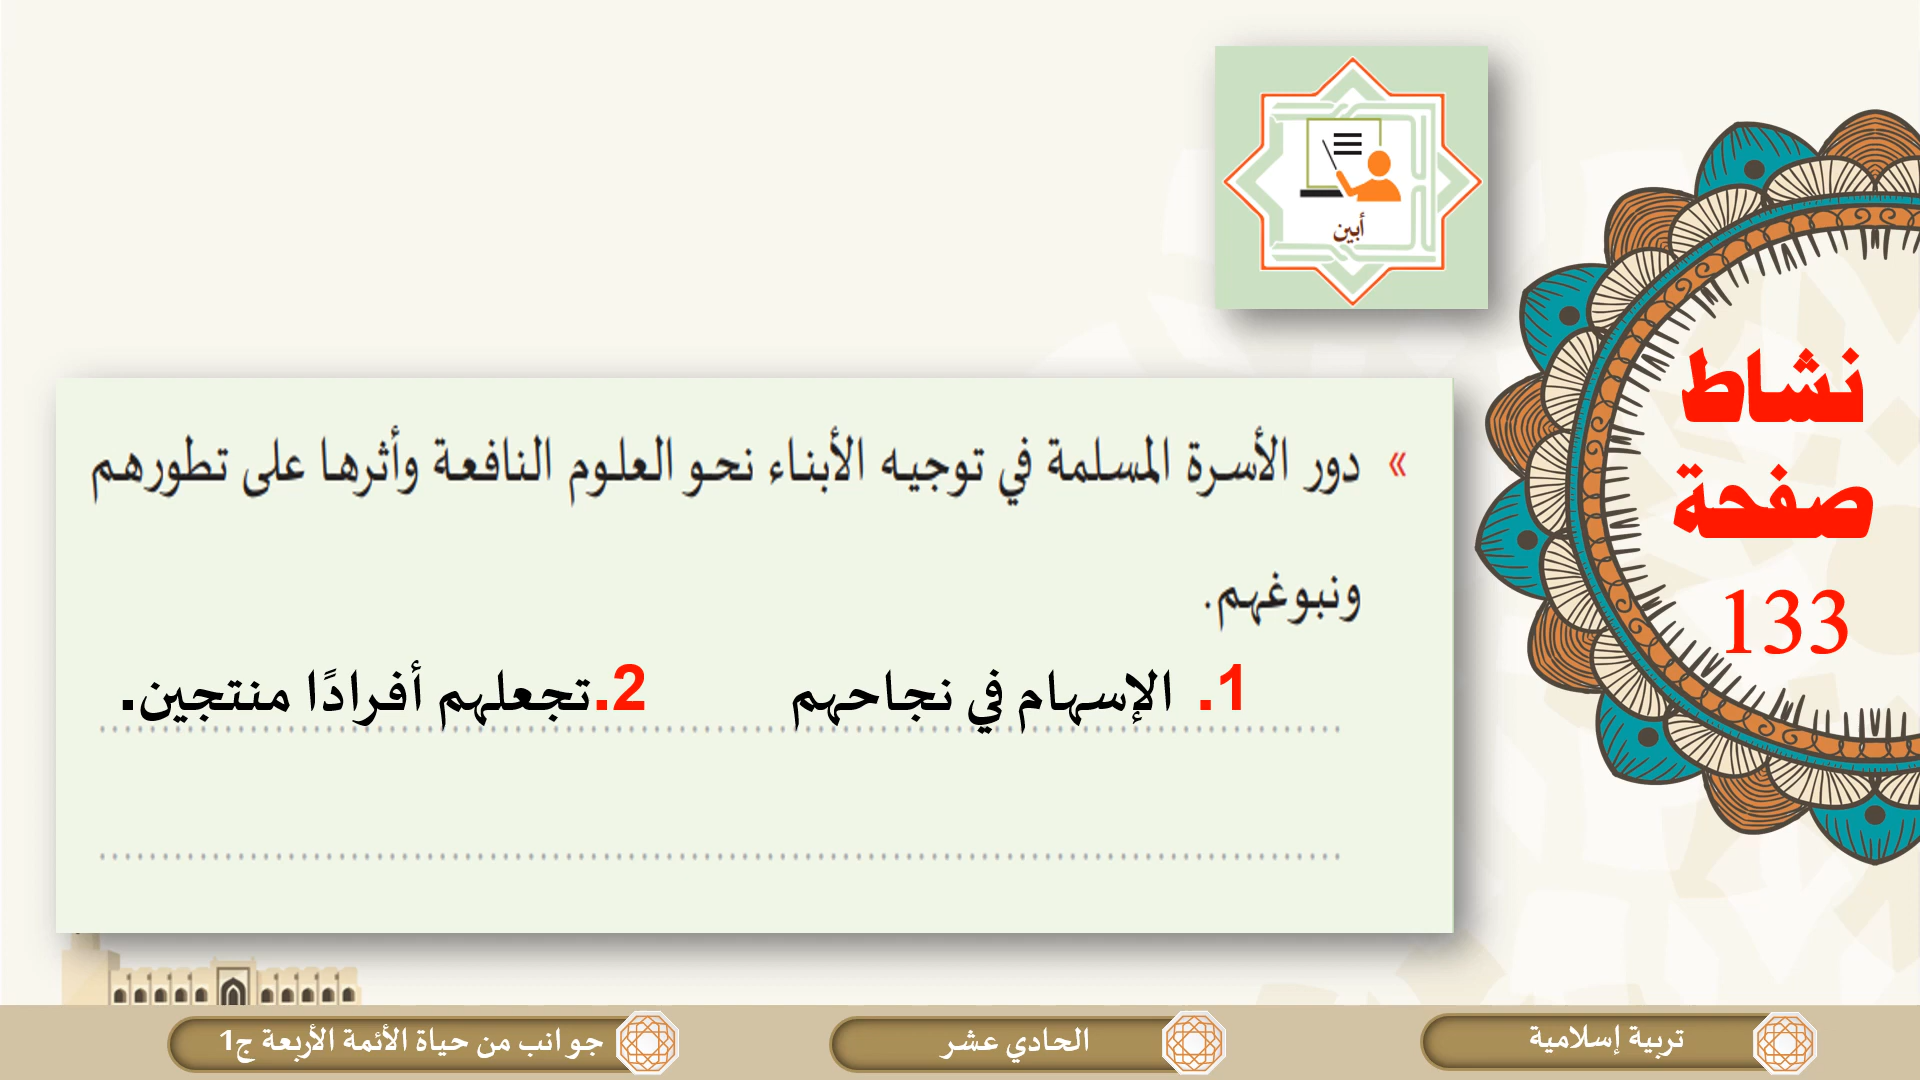 أبين
نشاط
صفحة
133
» دور الأسرة المسلمة في توجيه الأبناء نحو العلوم النافعة وأثرها على تطورهم
ونبوغهم.
1. الإسهام في نجاحهم 2.تجعلهم أفرادًا منتجين.
تربية إسلامية
الحادي عشر
جوانب من حياة الأئمة الأربعة ج1